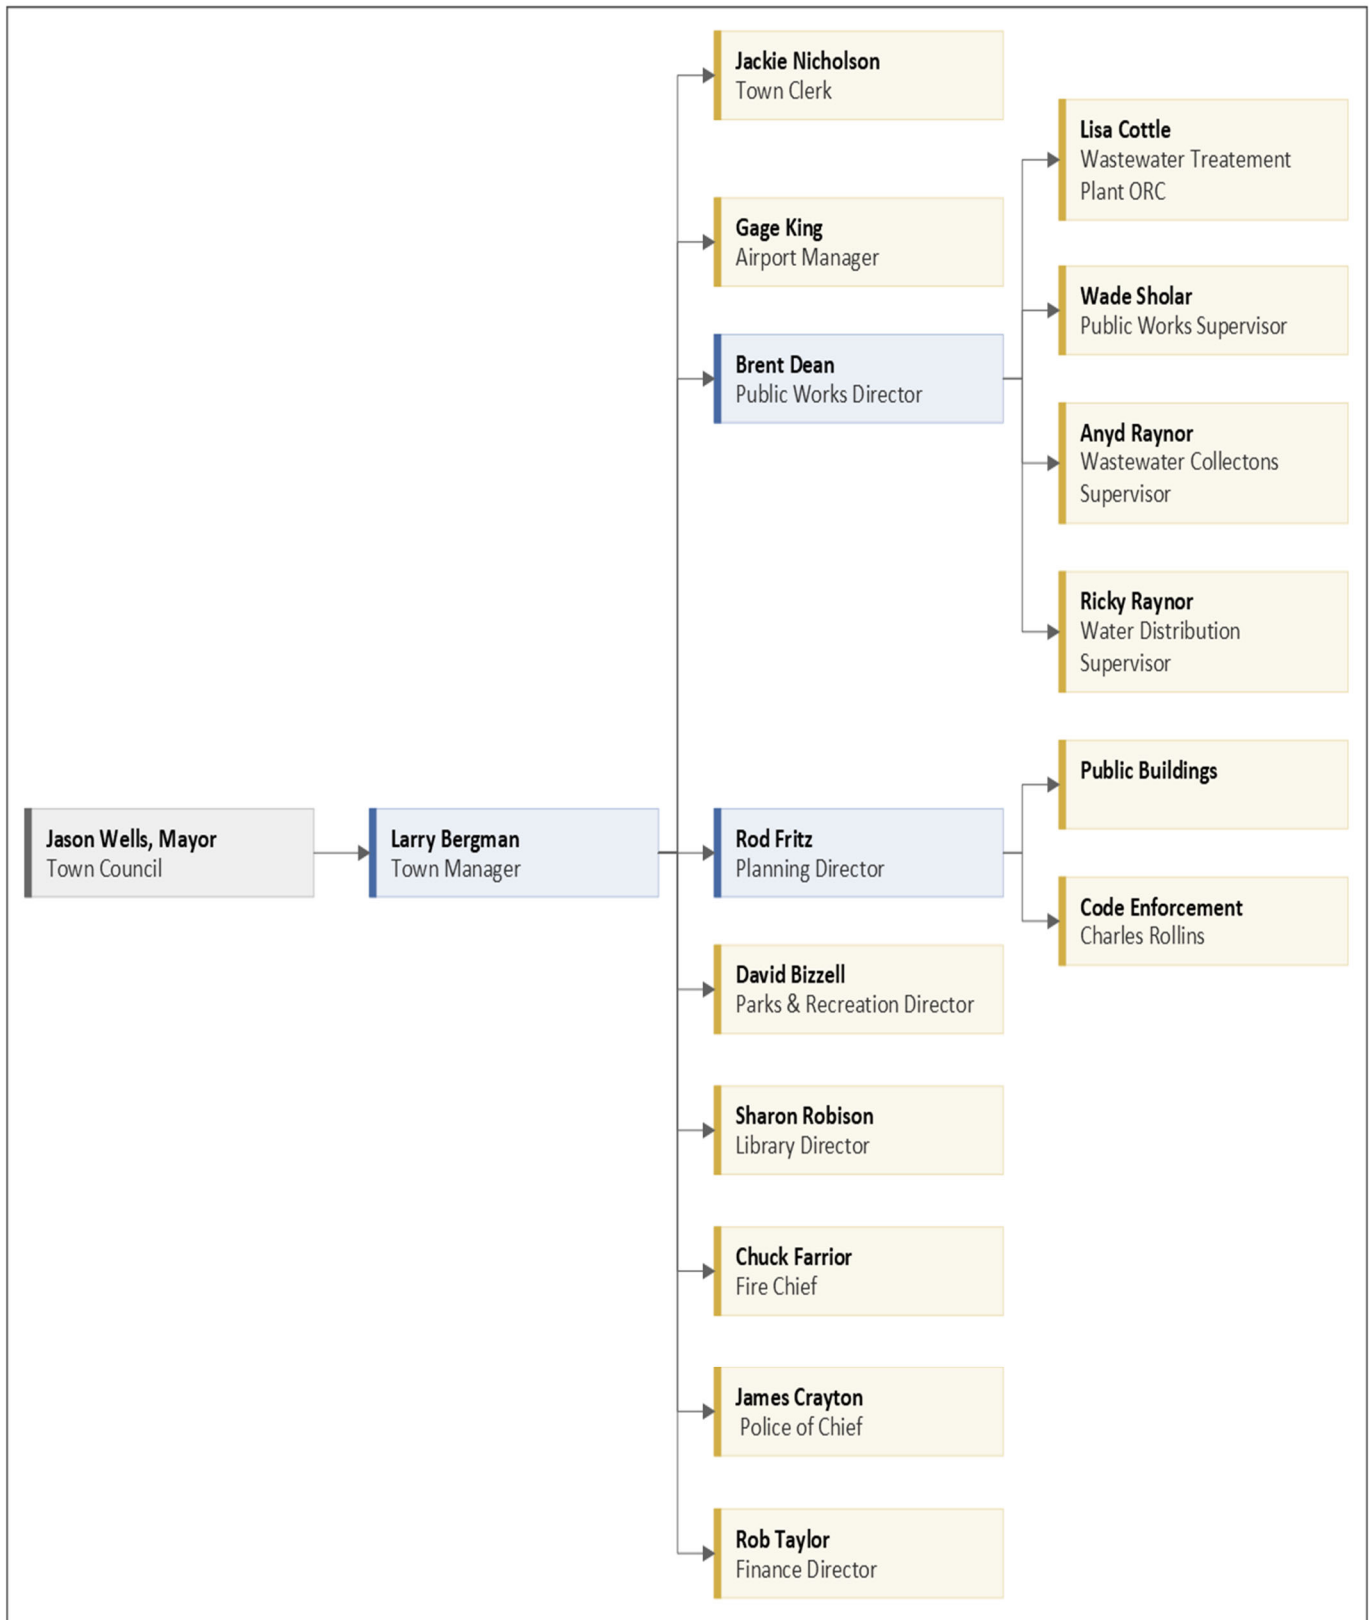 Jackie Nicholson
Town Clerk
Lisa Cottle
Wastewater Treatement
Plant ORC
Gage King
Airport Manager
Wade Sholar
Public Works Supervisor
Brent Dean
Public Works Director
Anyd Raynor
Wastewater Collectons
Supervisor
Ricky Raynor
Water Distribution
Supervisor
Public Buildings
Jason Wells, Mayor
Town Council
Larry Bergman
Town Manager
Rod Fritz
Planning Director
Code Enforcement
Charles Rollins
David Bizzell
Parks & Recreation Director
Sharon Robison
Library Director
Chuck Farrior
Fire Chief
James Crayton
Police of Chief
Rob Taylor
Finance Director